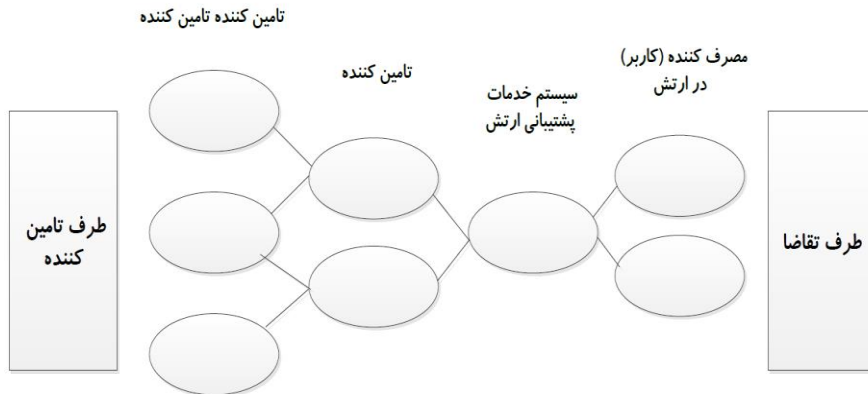 تامین کننده تامین کننده
تامین کننده
سیستم خدمات
پشتیبانی ارتش
مصرف کننده (کاربر)
در ارتش
طرف تامین
کننده
طرف تقاضا